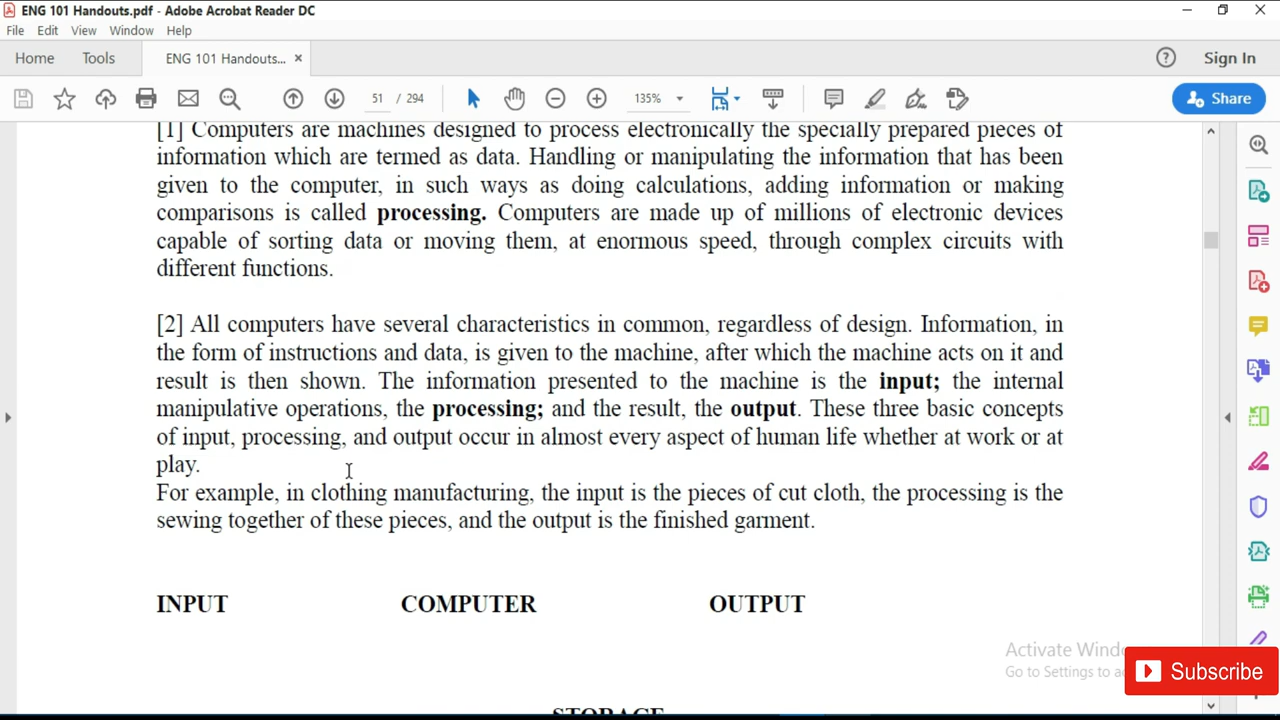 ENG 101 Handouts.pdf - Adobe Acrobat Reader DC
File Edit View Window Help
Home Tools ENG 101 Handouts... × ? Sign In
51 / 294 135% Share
[1] Computers are machines designed to process electronically the specially prepared pieces of
information which are termed as data. Handling or manipulating the information that has been
given to the computer, in such ways as doing calculations, adding information or making
comparisons is called processing. Computers are made up of millions of electronic devices
capable of sorting data or moving them, at enormous speed, through complex circuits with
different functions.
[2] All computers have several characteristics in common, regardless of design. Information, in
the form of instructions and data, is given to the machine, after which the machine acts on it and
result is then shown. The information presented to the machine is the input; the internal
manipulative operations, the processing; and the result, the output. These three basic concepts
of input, processing, and output occur in almost every aspect of human life whether at work or at
play.
For example, in clothing manufacturing, the input is the pieces of cut cloth, the processing is the
sewing together of these pieces, and the output is the finished garment.
INPUT COMPUTER OUTPUT
Activate
Go to Settings to
Subscribe
STORAGE